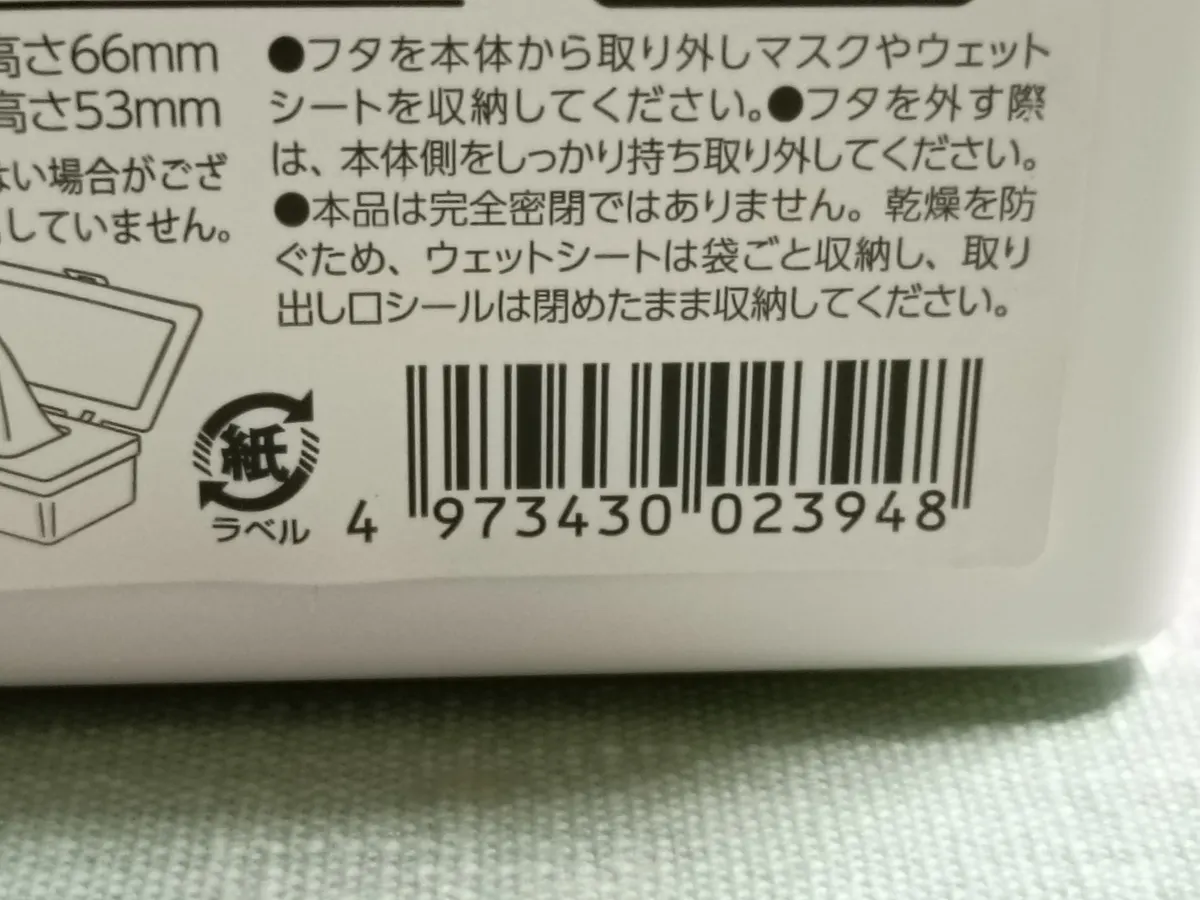 高さ66mm
高さ53mm
ない場合がござ
していません。
●フタを本体から取り外しマスクやウェット
シートを収納してください。●フタを外す際
は、本体側をしっかり持ち取り外してください。
●本品は完全密閉ではありません。乾燥を防
ぐため、ウェットシートは袋ごと収納し、取り
出し口シールは閉めたまま収納してください。
紙
ラベル
4 973430 023948